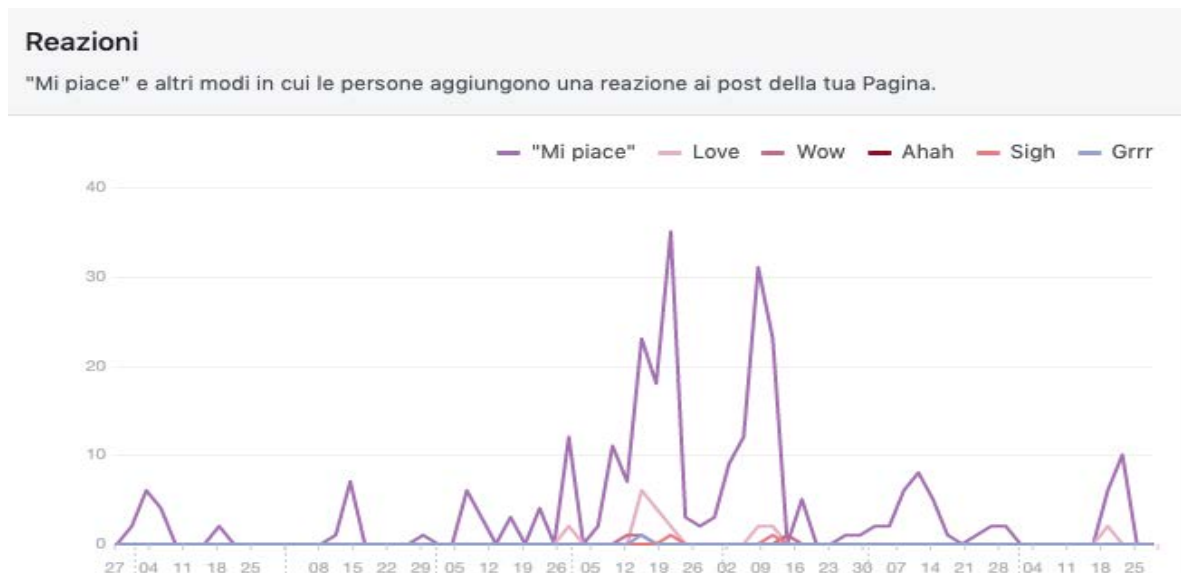 Reazioni
"Mi piace" e altri modi in cui le persone aggiungono una reazione ai post della tua Pagina.
"Mi piace" Love Wow Ahah Sigh Grrr
40
30
20
10
0
27 04 11 18 25 08 15 22 29 05 12 19 26 05 12 19 26 02 09 16 23 30 07 14 21 28 04 11 18 25